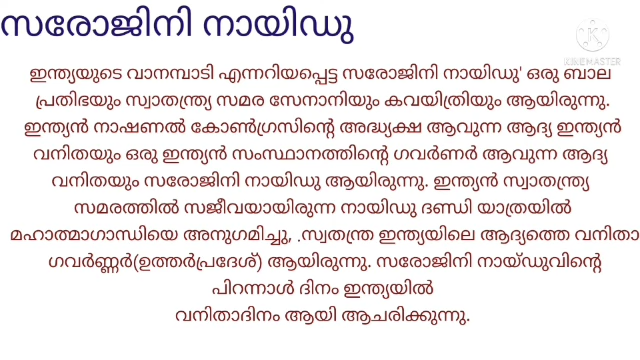 സരോജിനി നായിഡു
KINEMASTER
ഇന്ത്യയുടെ വാനമ്പാടി എന്നറിയപ്പെട്ട സരോജിനി നായിഡു' ഒരു ബാല
പ്രതിഭയും സ്വാതന്ത്ര്യ സമര സേനാനിയും കവയിത്രിയും ആയിരുന്നു.
ഇന്ത്യൻ നാഷണൽ കോൺഗ്രസിന്റെ അദ്ധ്യക്ഷ ആവുന്ന ആദ്യ ഇന്ത്യൻ
വനിതയും ഒരു ഇന്ത്യൻ സംസ്ഥാനത്തിന്റെ ഗവർണർ ആവുന്ന ആദ്യ
വനിതയും സരോജിനി നായിഡു ആയിരുന്നു. ഇന്ത്യൻ സ്വാതന്ത്ര്യ
സമരത്തിൽ സജീവയായിരുന്ന നായിഡു ദണ്ഡി യാത്രയിൽ
മഹാത്മാഗാന്ധിയെ അനുഗമിച്ചു, .സ്വതന്ത്ര ഇന്ത്യയിലെ ആദ്യത്തെ വനിതാ
ഗവർണ്ണർ(ഉത്തർപ്രദേശ്) ആയിരുന്നു. സരോജിനി നായ്ഡുവിന്റെ
പിറന്നാൾ ദിനം ഇന്ത്യയിൽ
വനിതാദിനം ആയി ആചരിക്കുന്നു.